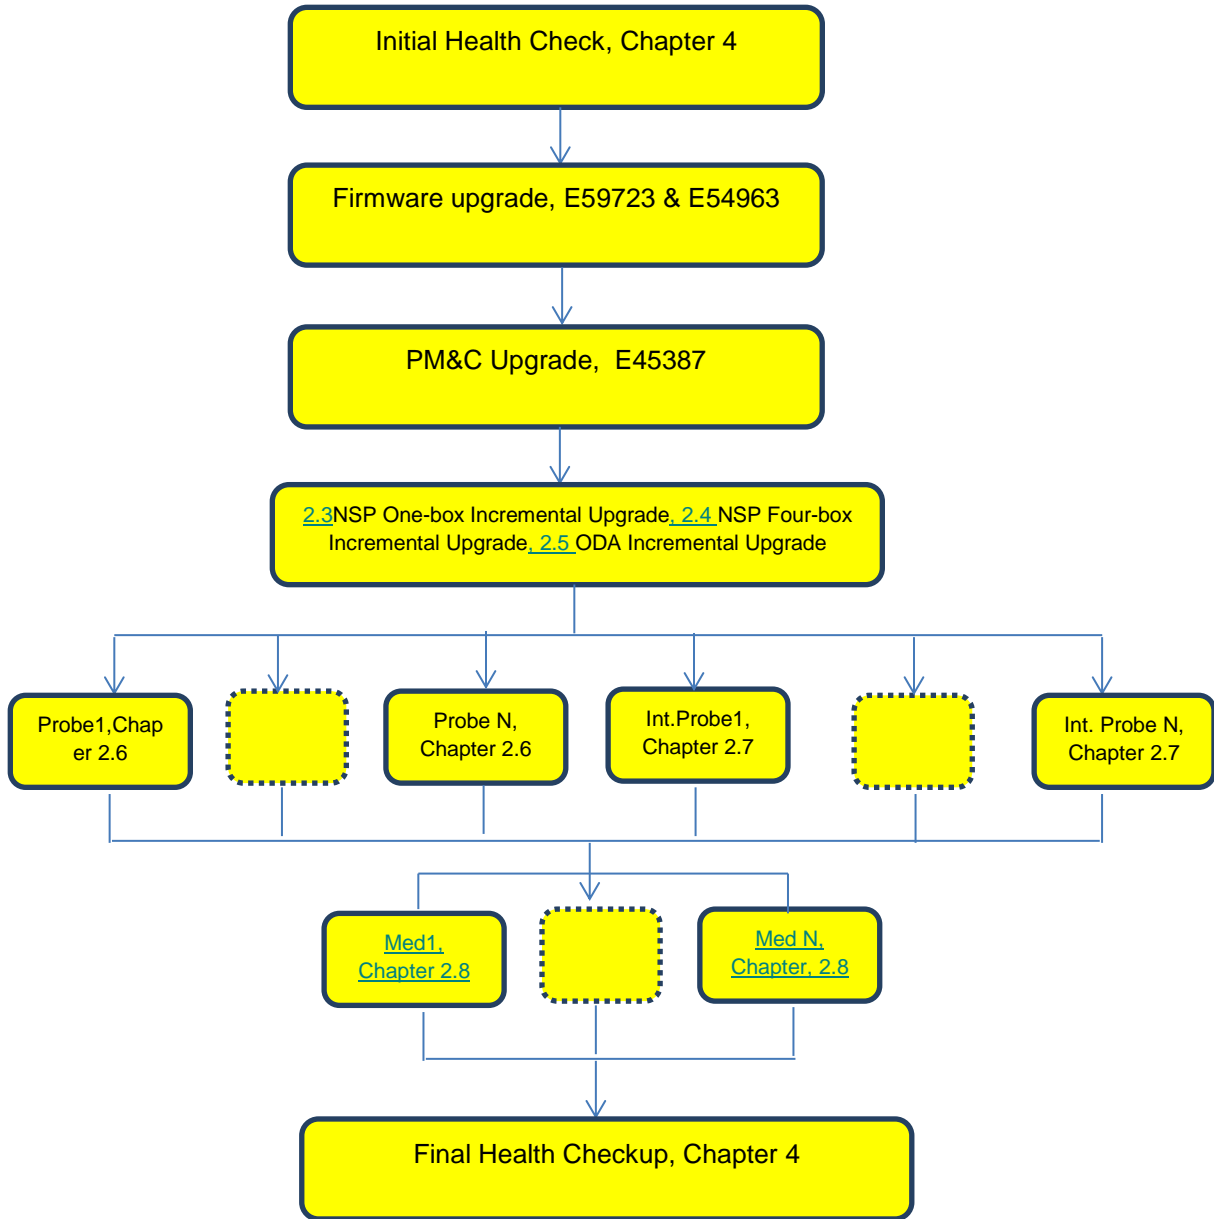 Initial Health Check, Chapter 4
Firmware upgrade, E59723 & E54963
PM&C Upgrade, E45387
2.3NSP One-box Incremental Upgrade, 2.4 NSP Four-box
Incremental Upgrade, 2.5 ODA Incremental Upgrade
Probe1,Chap
er 2.6
Probe N,
Chapter 2.6
Int.Probe1,
Chapter 2.7
Int. Probe N,
Chapter 2.7
Med1,
Chapter 2.8
Med N,
Chapter, 2.8
Final Health Checkup, Chapter 4